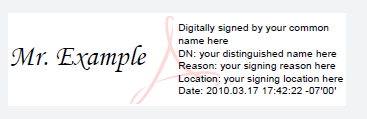 Mr. Example
Digitally signed by your common
name here
DN: your distinguished name here
Reason: your signing reason here
Location: your signing location here
Date: 2010.03.17 17:42:22 -07'00'